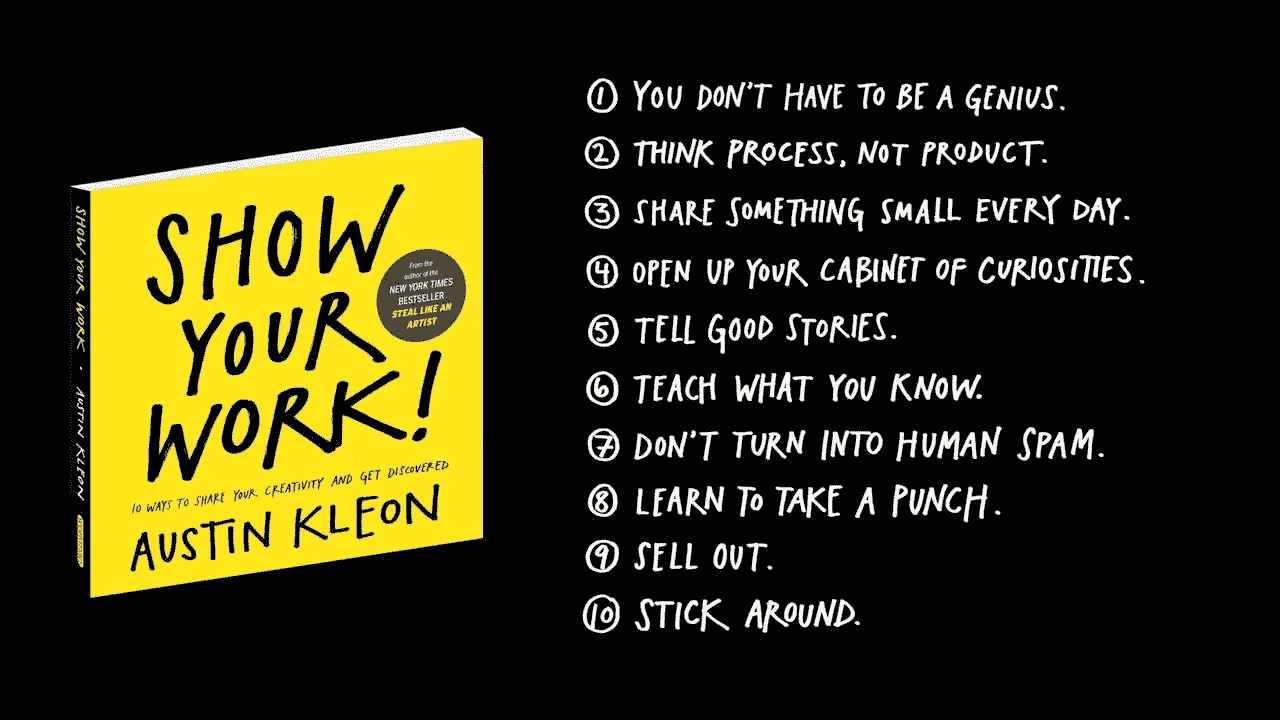 SHOW
YOUR
WORK!
From the
author of the
NEW YORK TIMES
BESTSELLER
STEAL LIKE AN
ARTIST
10 WAYS TO SHARE YOUR CREATIVITY AND GET DISCOVERED
AUSTIN KLEON
SHOW YOUR WORK · AUSTIN KLEON
① YOU DON'T HAVE TO BE A GENIUS.
② THINK PROCESS, NOT PRODUCT.
③ SHARE SOMETHING SMALL EVERY DAY.
④ OPEN UP YOUR CABINET OF CURIOSITIES.
⑤ TELL GOOD STORIES.
⑥ TEACH WHAT YOU KNOW.
⑦ DON'T TURN INTO HUMAN SPAM.
⑧ LEARN TO TAKE A PUNCH.
⑨ SELL OUT.
⑩ STICK AROUND.